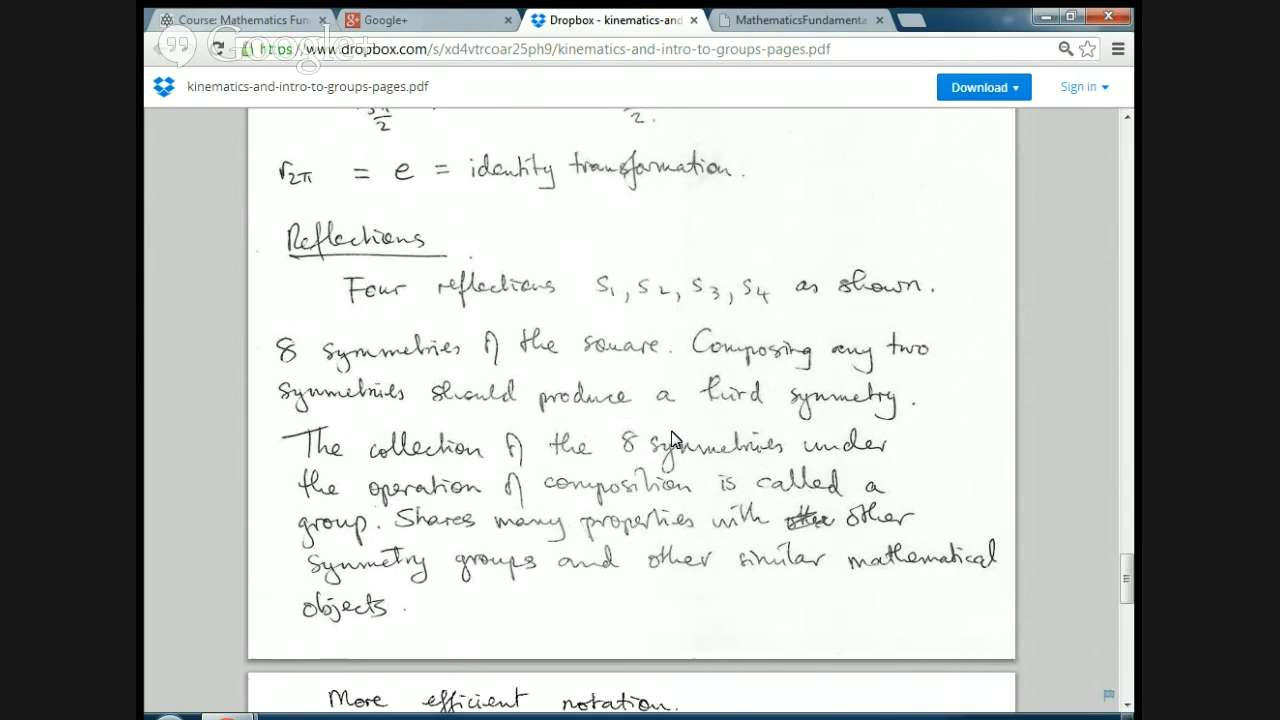 Course: Mathematics Fun
Google+
Dropbox - kinematics-and
MathematicsFundamenta
Google+
https://www.dropbox.com/s/xd4vtrcoar25ph9/kinematics-and-intro-to-groups-pages.pdf
kinematics-and-intro-to-groups-pages.pdf
Download
Sign in
r2π = e = identity transformation.
Reflections
Four reflections s1, s2, s3, s4 as shown.
8 symmetries of the square. Composing any two
symmetries should produce a third symmetry.
The collection of the 8 symmetries under
the operation of composition is called a
group. Shares many properties with other
symmetry groups and other similar mathematical
objects.
More efficient notation.